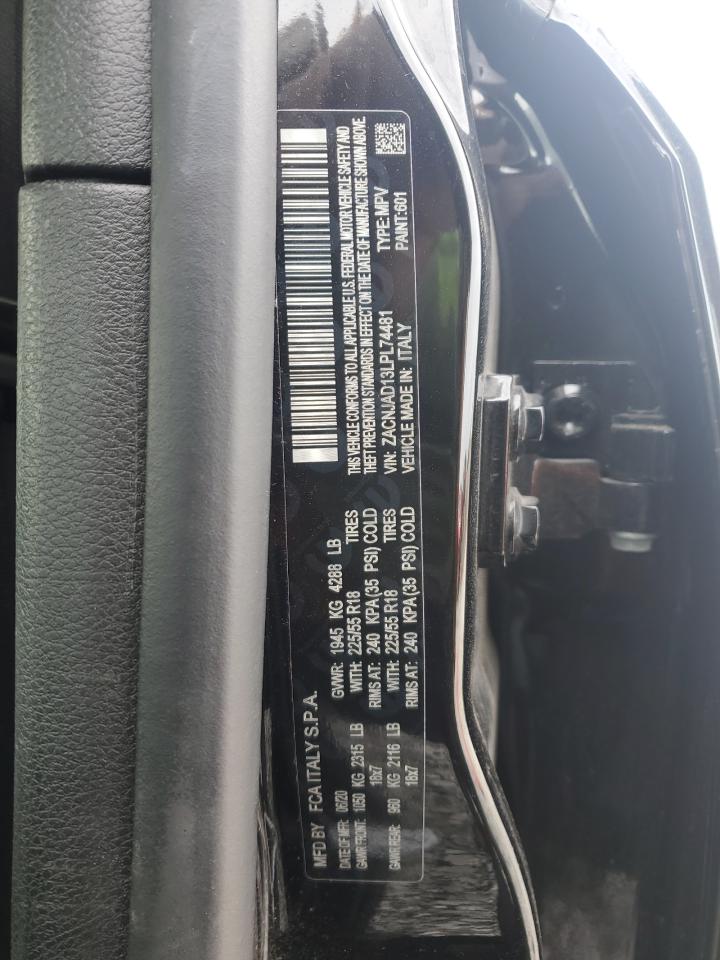 MFD BY FCA ITALY S.P.A.
DATE OF MFR: 06/20 GVWR: 1945 KG 4288 LB
GAWR FRONT: 1050 KG 2315 LB WITH: 225/55 R18 TIRES
18x7 RIMS AT: 240 KPA (35 PSI) COLD
GAWR REAR: 960 KG 2116 LB WITH: 225/55 R18 TIRES
18x7 RIMS AT: 240 KPA (35 PSI) COLD
THIS VEHICLE CONFORMS TO ALL APPLICABLE U.S. FEDERAL MOTOR VEHICLE SAFETY AND
THEFT PREVENTION STANDARDS IN EFFECT ON THE DATE OF MANUFACTURE SHOWN ABOVE.
VIN: ZACNJAD13LPL74481 TYPE: MPV
VEHICLE MADE IN: ITALY PAINT:601